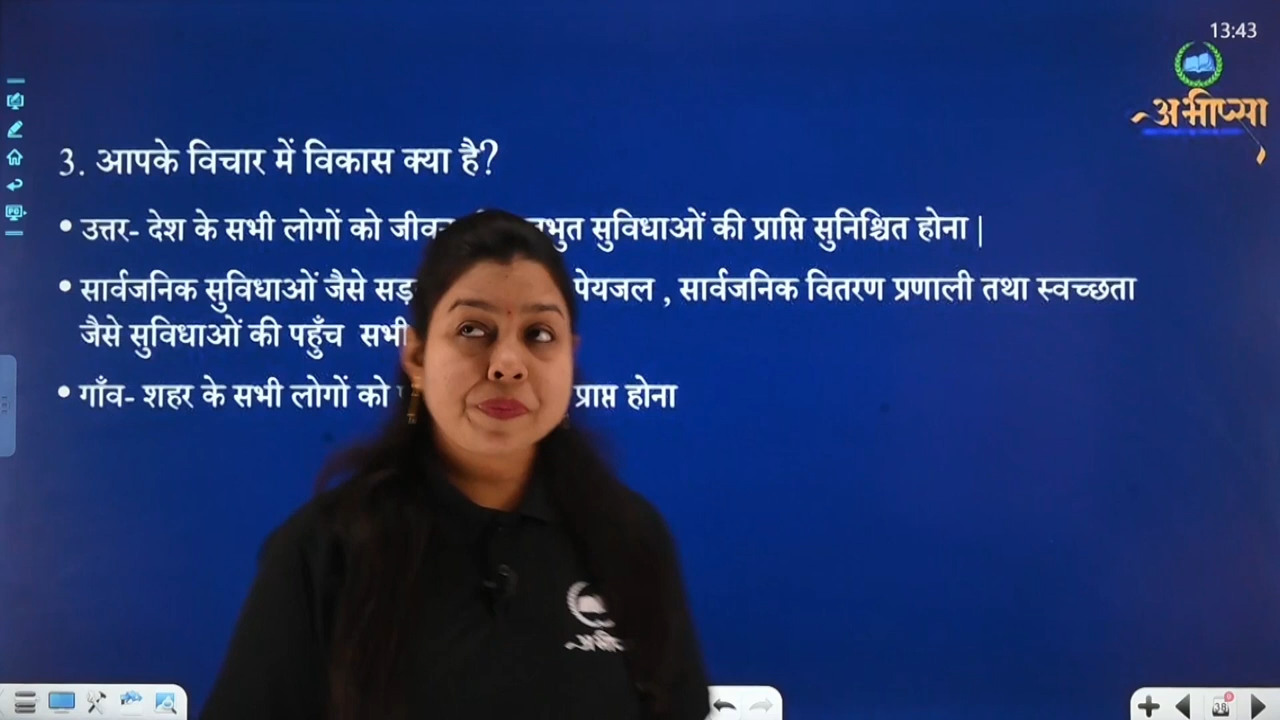 13:43
अभीप्सा
3. आपके विचार में विकास क्या है?
• उत्तर- देश के सभी लोगों को भुत सुविधाओं की प्राप्ति सुनिश्चित होना |
• सार्वजनिक सुविधाओं जैसे पेयजल , सार्वजनिक वितरण प्रणाली तथा स्वच्छता
जैसे सुविधाओं की पहुँच सभी
• गाँव- शहर के सभी लोगों को प्राप्त होना
38